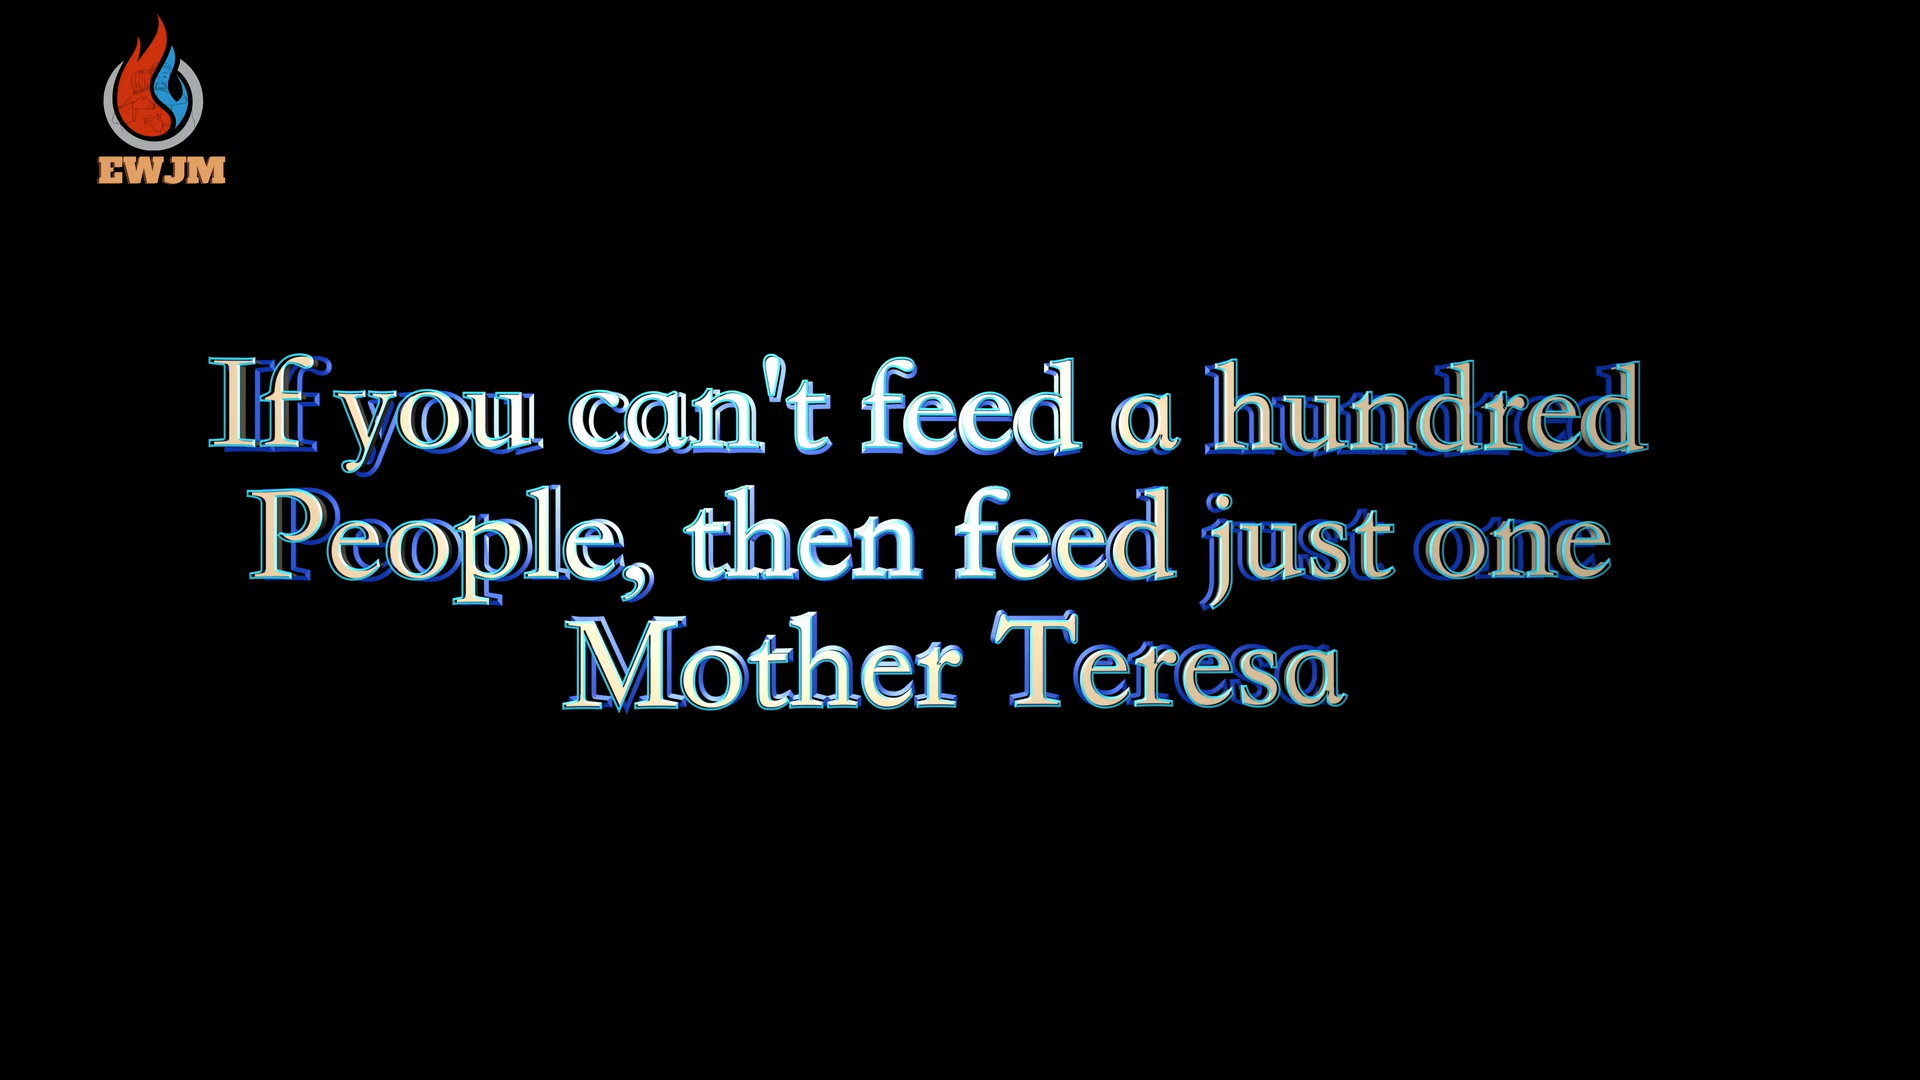 EWJM
If you can't feed a hundred
People, then feed just one
Mother Teresa